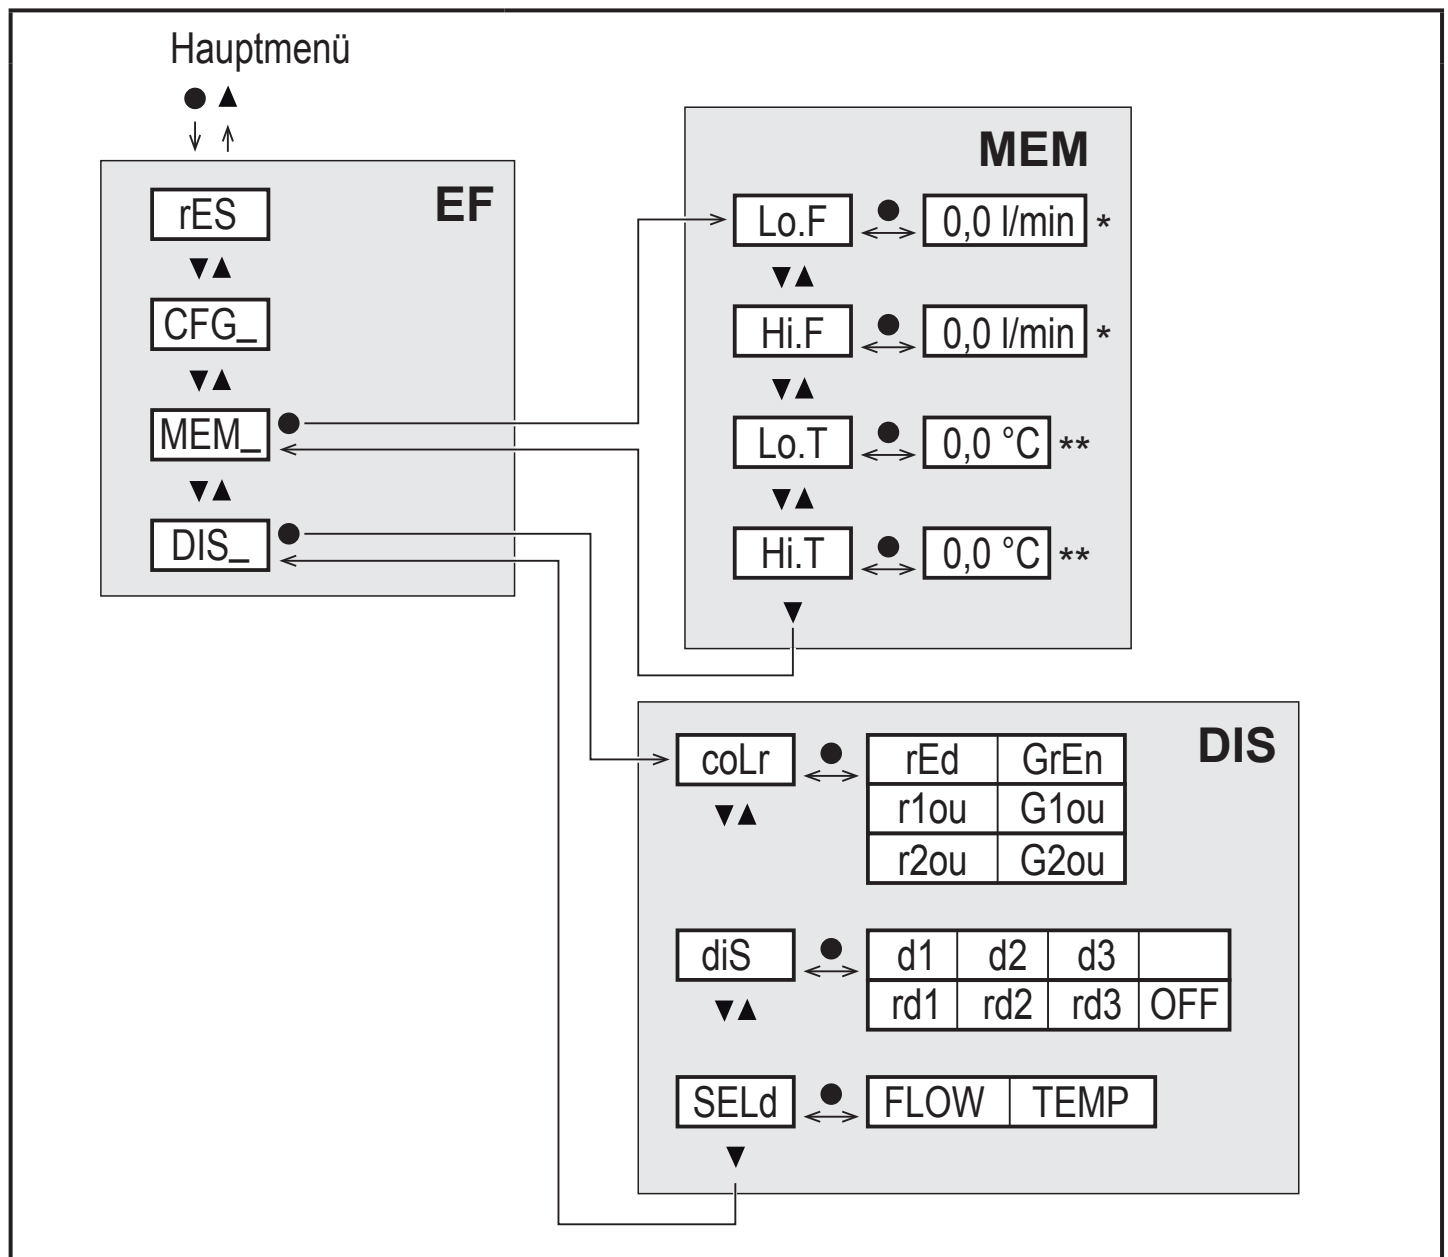 Hauptmenü
EF
rES
CFG_
MEM_
DIS_
MEM
Lo.F 0,0 l/min *
Hi.F 0,0 l/min *
Lo.T 0,0 °C **
Hi.T 0,0 °C **
DIS
coLr rEd GrEn
r1ou G1ou
r2ou G2ou
diS d1 d2 d3
rd1 rd2 rd3 OFF
SELd FLOW TEMP